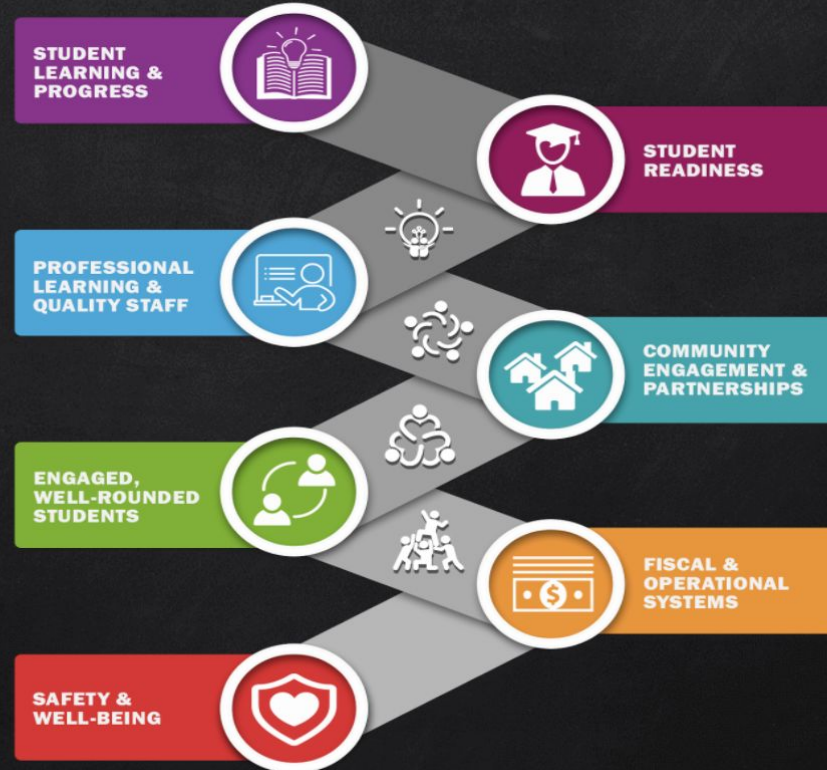 STUDENT
LEARNING &
PROGRESS
STUDENT
READINESS
PROFESSIONAL
LEARNING &
QUALITY STAFF
COMMUNITY
ENGAGEMENT &
PARTNERSHIPS
ENGAGED,
WELL-ROUNDED
STUDENTS
FISCAL &
OPERATIONAL
SYSTEMS
SAFETY &
WELL-BEING